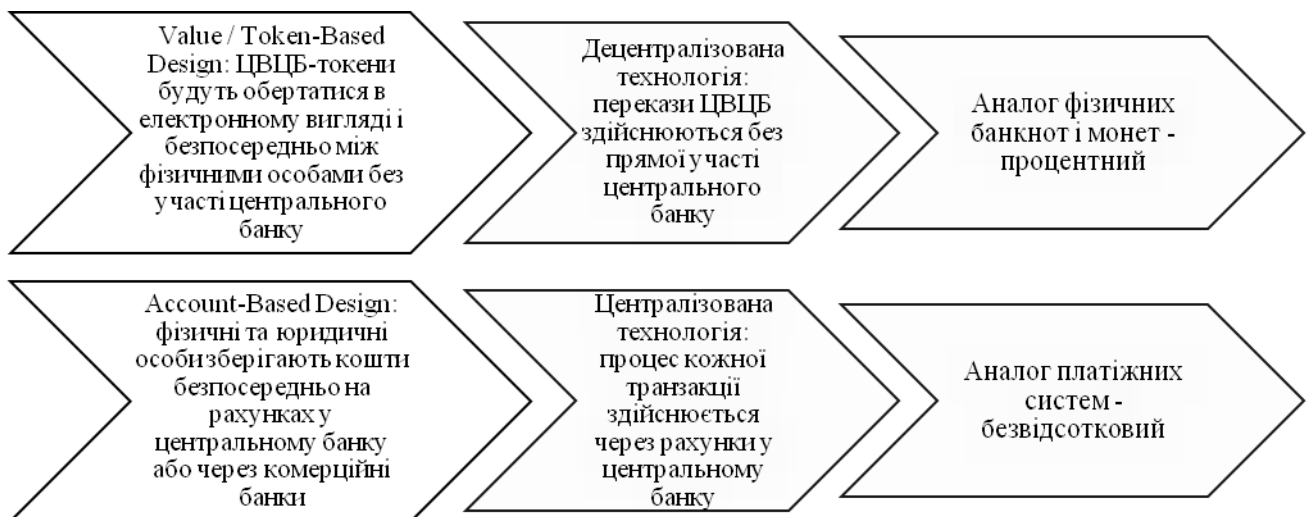 Value / Token-Based
Design: ЦВЦБ-токени
будуть обертатися в
електронному вигляді і
безпосередньо між
фізичними особами без
участі центрального
банку
Децентралізована
технологія:
перекази ЦВЦБ
здійснюються без
прямої участі
центрального
банку
Аналог фізичних
банкнот і монет -
процентний
Account-Based Design:
фізичні та юридичні
особи зберігають кошти
безпосередньо на
рахунках у
центральному банку
або через комерційні
банки
Централізована
технологія:
процес кожної
транзакції
здійснюється
через рахунки у
центральному
банку
Аналог платіжних
систем -
безвідсотковий